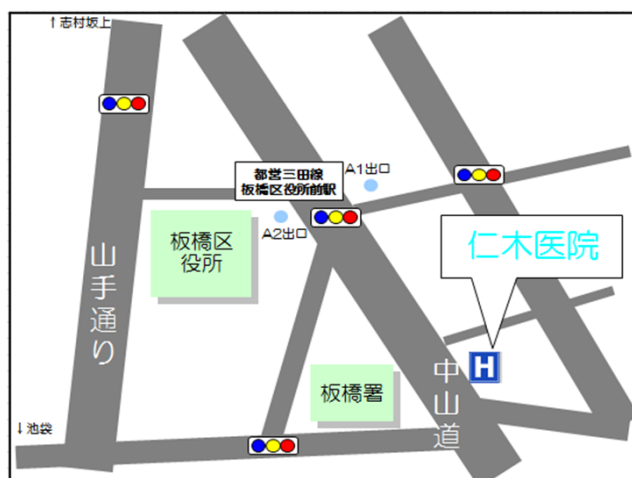 ↑志村坂上
都営三田線
板橋区役所前駅
A1出口
A2出口
仁木医院
板橋区
役所
山手通り
H
中山道
板橋署
↓池袋